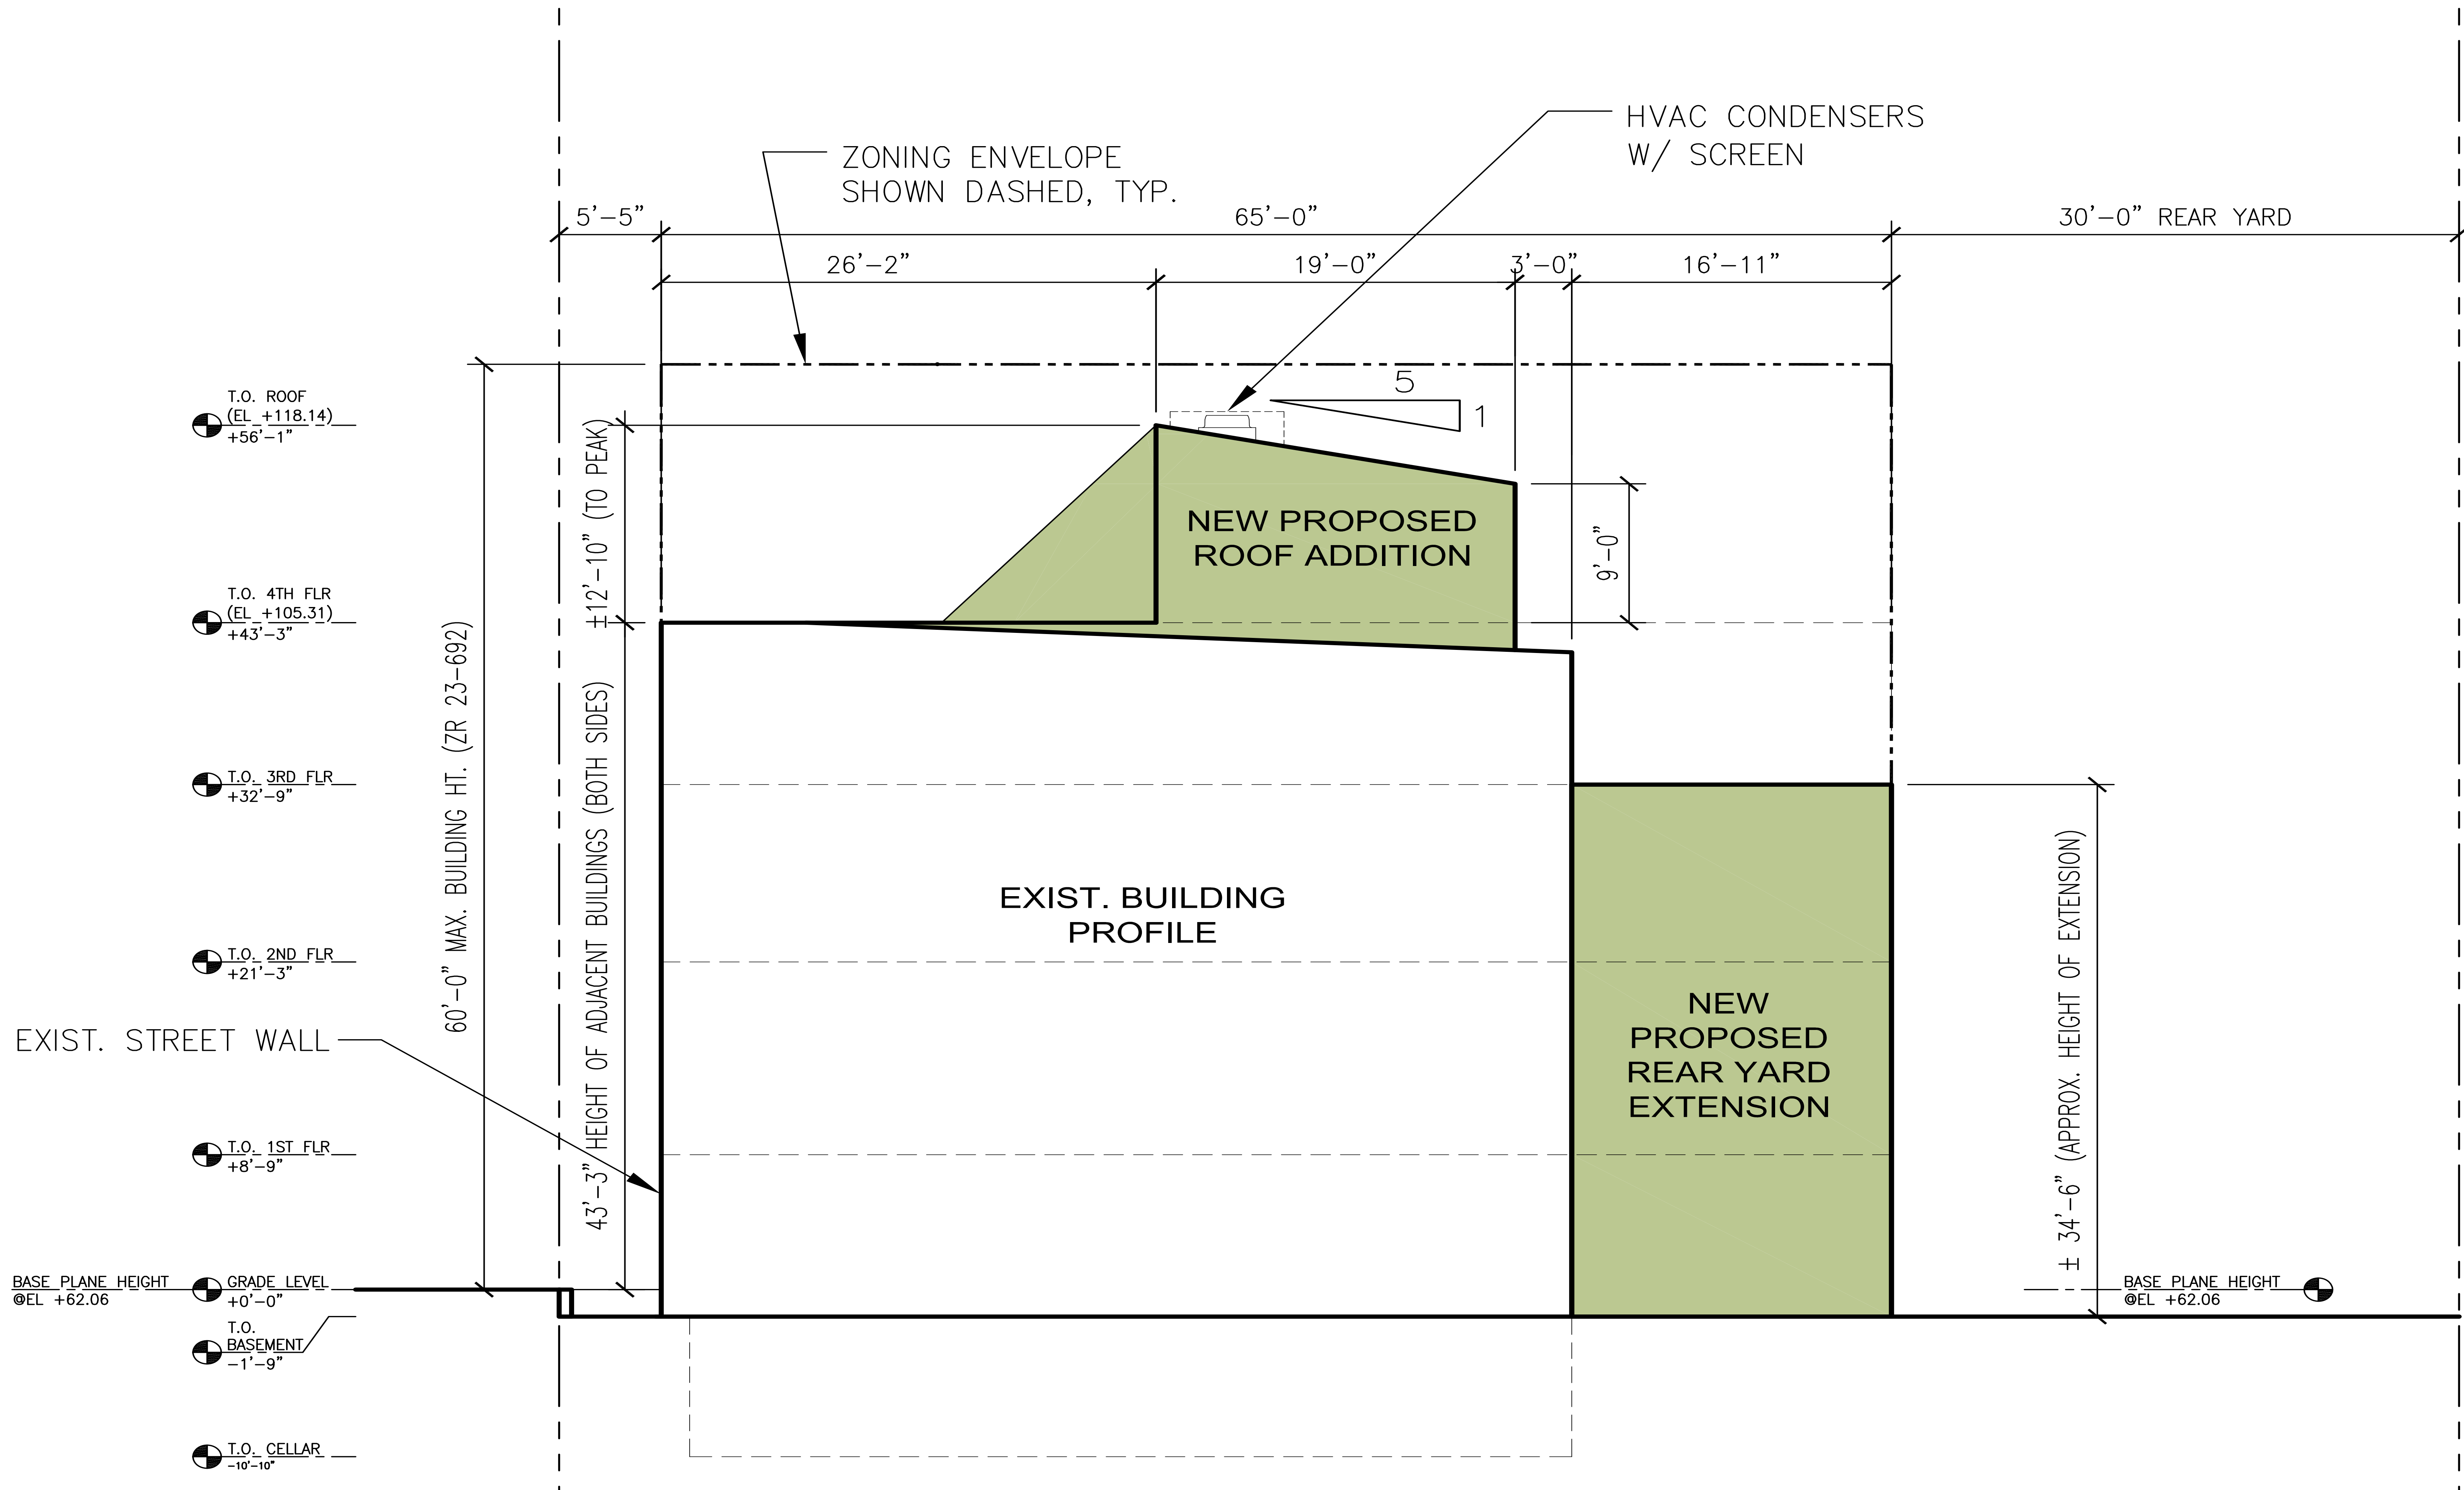 HVAC CONDENSERS
W/ SCREEN
ZONING ENVELOPE
SHOWN DASHED, TYP.
5'-5"
65'-0"
30'-0" REAR YARD
26'-2"
19'-0"
3'-0"
16'-11"
5
1
T.O. ROOF
(EL +118.14)
+56'-1"
±12'-10" (TO PEAK)
NEW PROPOSED
ROOF ADDITION
9'-0"
T.O. 4TH FLR
(EL +105.31)
+43'-3"
60'-0" MAX. BUILDING HT. (ZR 23-692)
43'-3" HEIGHT OF ADJACENT BUILDINGS (BOTH SIDES)
T.O. 3RD FLR
+32'-9"
EXIST. BUILDING
PROFILE
T.O. 2ND FLR
+21'-3"
NEW
PROPOSED
REAR YARD
EXTENSION
± 34'-6" (APPROX. HEIGHT OF EXTENSION)
EXIST. STREET WALL
T.O. 1ST FLR
+8'-9"
BASE PLANE HEIGHT
@EL +62.06
GRADE LEVEL
+0'-0"
BASE PLANE HEIGHT
@EL +62.06
T.O.
BASEMENT
-1'-9"
T.O. CELLAR
-10'-10"